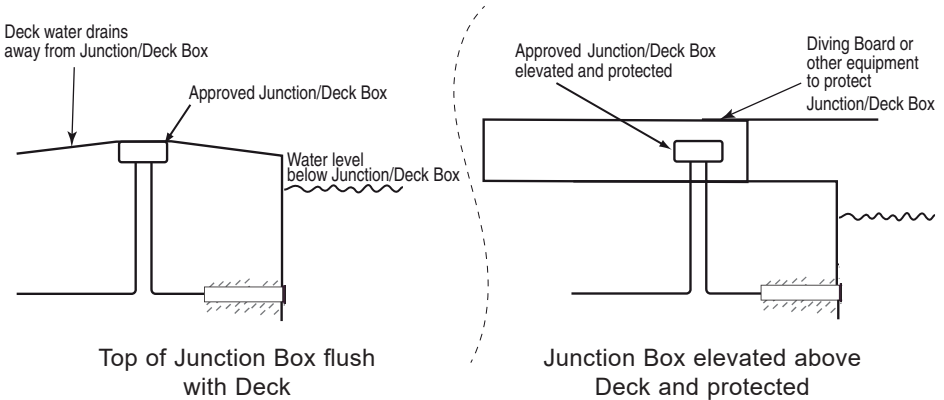 Deck water drains
away from Junction/Deck Box
Approved Junction/Deck Box
Water level
below Junction/Deck Box
Top of Junction Box flush
with Deck
Approved Junction/Deck Box
elevated and protected
Diving Board or
other equipment
to protect
Junction/Deck Box
Junction Box elevated above
Deck and protected